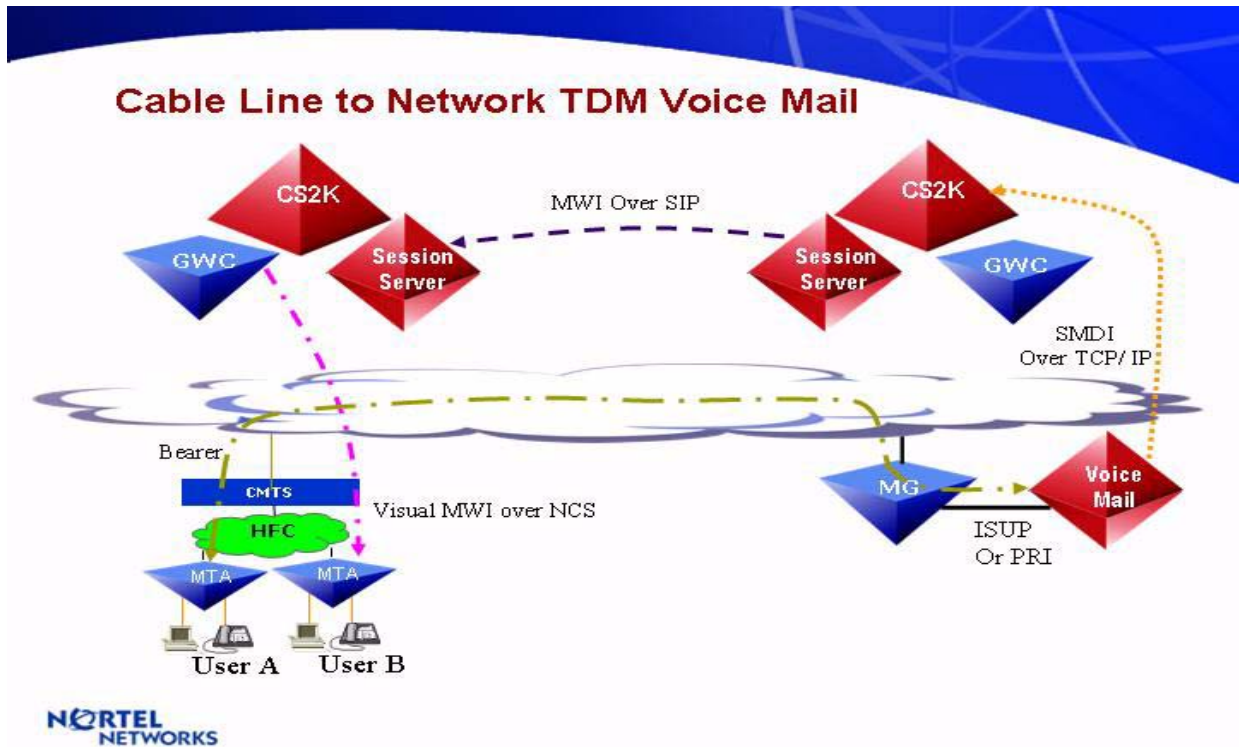 Cable Line to Network TDM Voice Mail
CS2K
GWC
Session
Server
MWI Over SIP
CS2K
Session
Server
GWC
SMDI
Over TCP/ IP
Bearer
CMTS
HFC
Visual MWI over NCS
MTA
MTA
User A
User B
MG
Voice
Mail
ISUP
Or PRI
NORTEL
NETWORKS